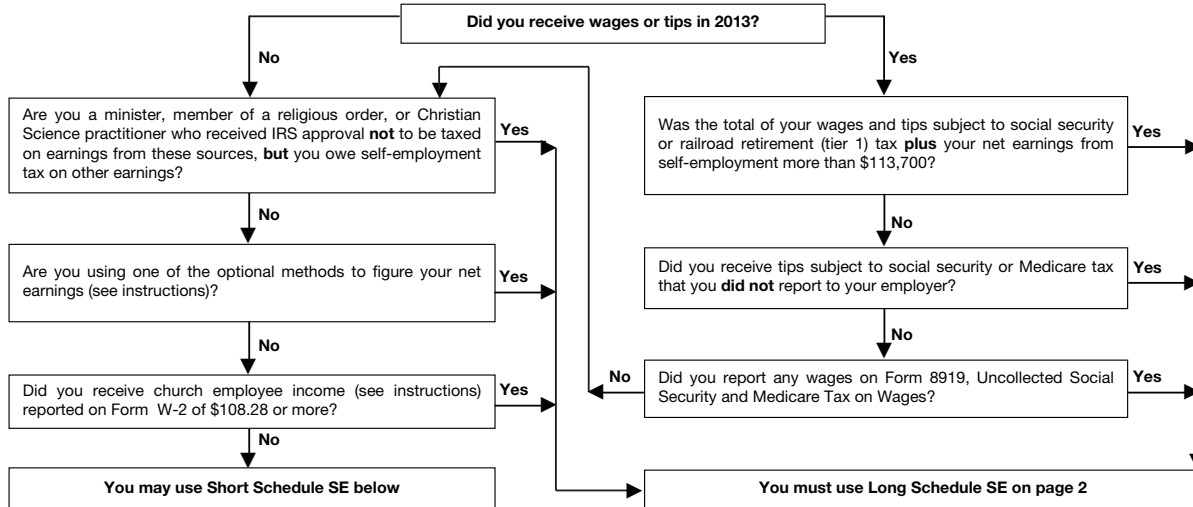 Did you receive wages or tips in 2013?
No
Yes
Are you a minister, member of a religious order, or Christian
Science practitioner who received IRS approval not to be taxed
on earnings from these sources, but you owe self-employment
tax on other earnings?
Yes
Was the total of your wages and tips subject to social security
or railroad retirement (tier 1) tax plus your net earnings from
self-employment more than $113,700?
Yes
No
No
Are you using one of the optional methods to figure your net
earnings (see instructions)?
Yes
Did you receive tips subject to social security or Medicare tax
that you did not report to your employer?
Yes
No
No
Did you receive church employee income (see instructions)
reported on Form W-2 of $108.28 or more?
Yes
No
Did you report any wages on Form 8919, Uncollected Social
Security and Medicare Tax on Wages?
Yes
No
You may use Short Schedule SE below
You must use Long Schedule SE on page 2